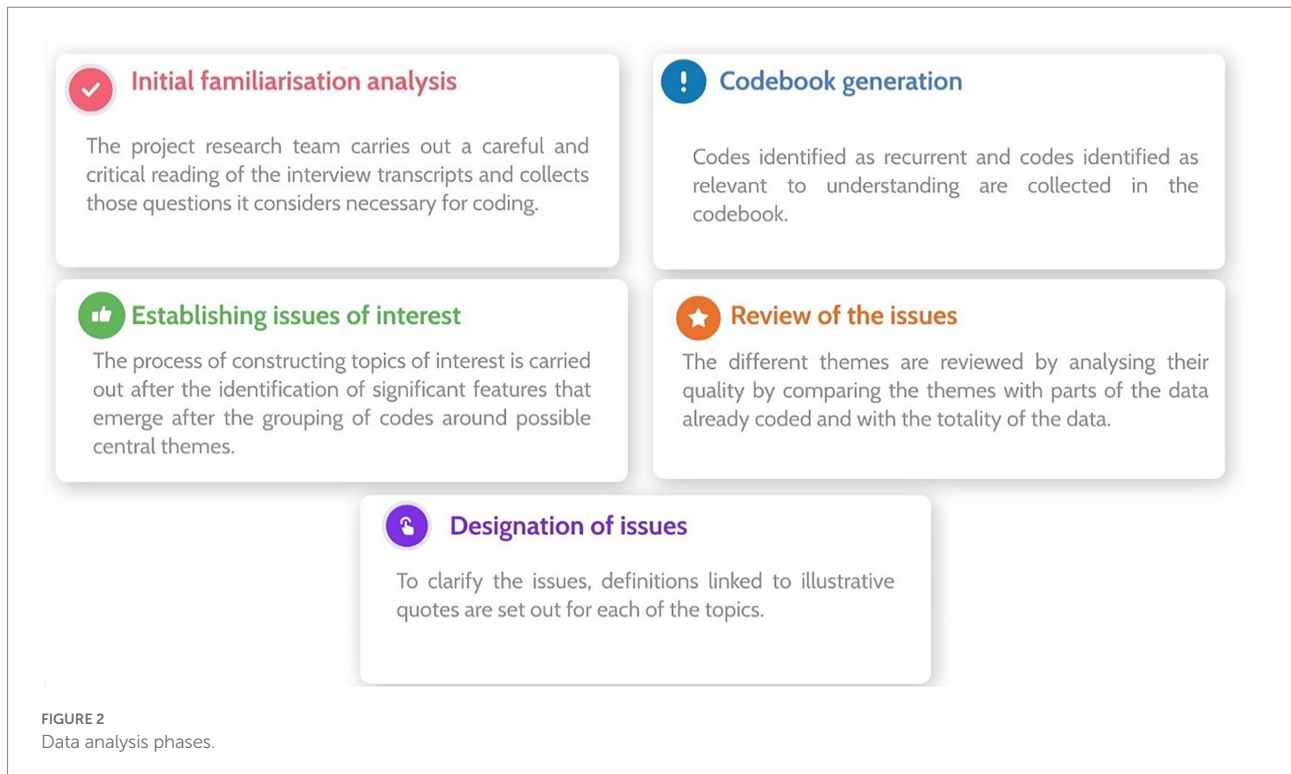 Initial familiarisation analysis
The project research team carries out a careful and
critical reading of the interview transcripts and collects
those questions it considers necessary for coding.
Codebook generation
Codes identified as recurrent and codes identified as
relevant to understanding are collected in the
codebook.
Establishing issues of interest
The process of constructing topics of interest is carried
out after the identification of significant features that
emerge after the grouping of codes around possible
central themes.
Review of the issues
The different themes are reviewed by analysing their
quality by comparing the themes with parts of the data
already coded and with the totality of the data.
Designation of issues
To clarify the issues, definitions linked to illustrative
quotes are set out for each of the topics.
FIGURE 2
Data analysis phases.